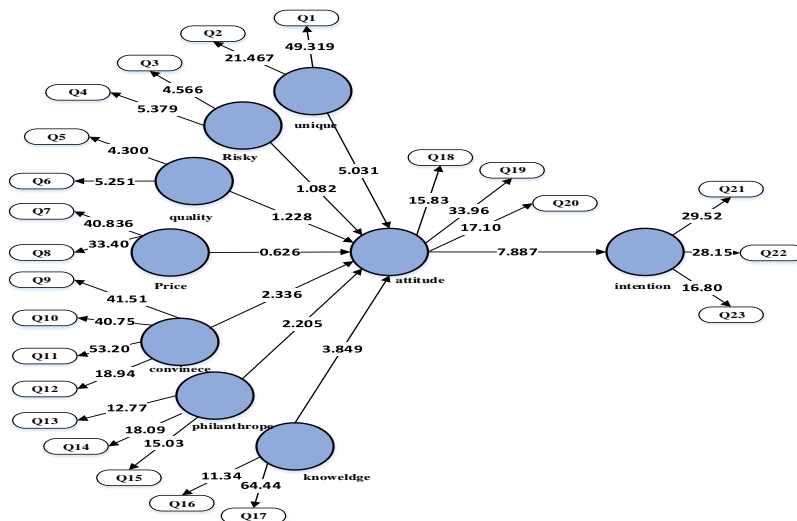 Q1
Q2
49.319
21.467
Q3
4.566
Q4
5.379
unique
Risky
Q5
4.300
Q6
5.251
quality
5.031
1.082
1.228
Q18
15.83
Q19
33.96
Q20
17.10
Q7
40.836
Q8
33.40
Price
0.626
attitude
7.887
Q21
29.52
Q22
28.15
16.80
Q23
intention
Q9
41.51
Q10
40.75
Q11
53.20
Q12
18.94
convinece
2.336
2.205
3.849
Q13
12.77
philanthrope
Q14
18.09
15.03
Q15
knoweldge
11.34
64.44
Q16
Q17